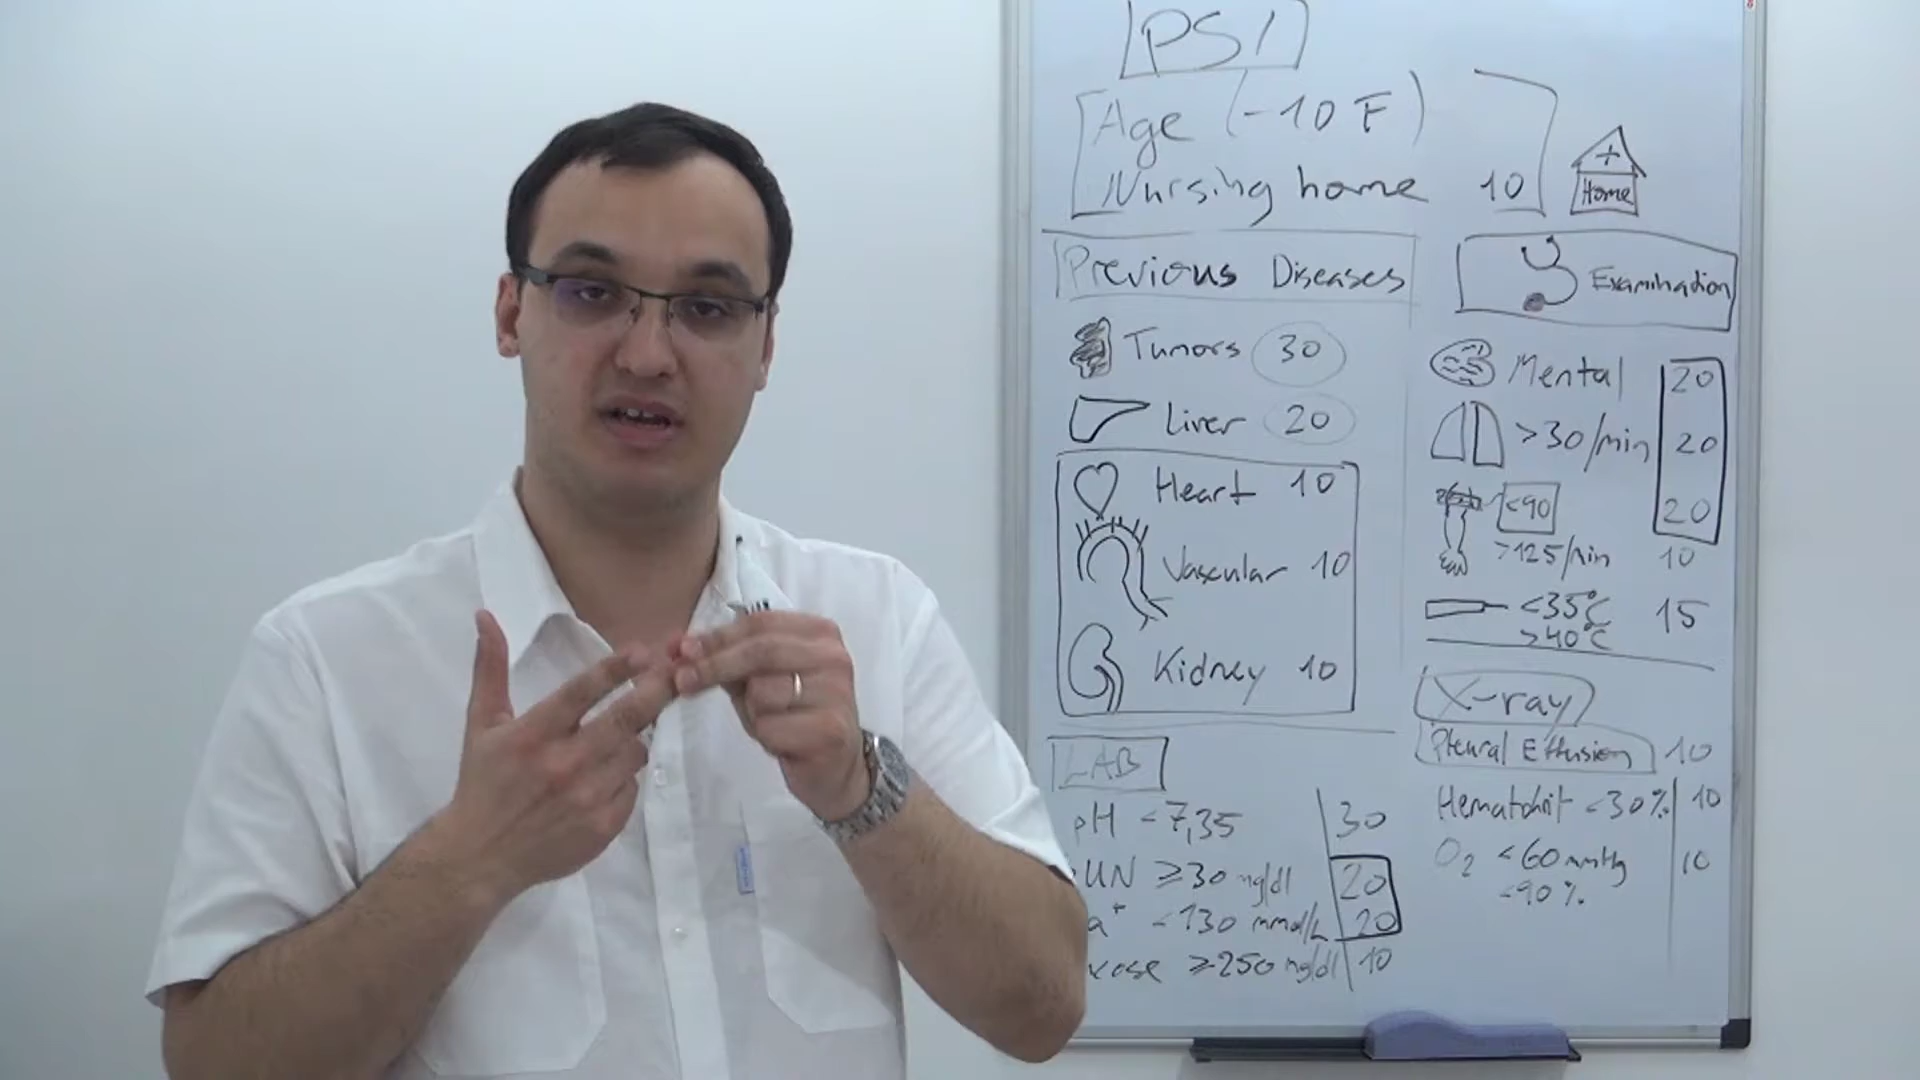 PSI
Age (-10 F)
Nursing home 10
Home
Previous Diseases
Tumors 30
Liver 20
Heart 10
Vascular 10
Kidney 10
LAB
pH <7,35 30
UN ≥30 mg/dl 20
a+ <130 mmol/L 20
cose ≥250 mg/dl 10
Examination
Mental 20
>30/min 20
<90 20
>125/min 10
<35°C 15
>40°C
X-ray
Pleural Effusion 10
Hematokrit <30% 10
O2 <60 mmHg 10
<90%